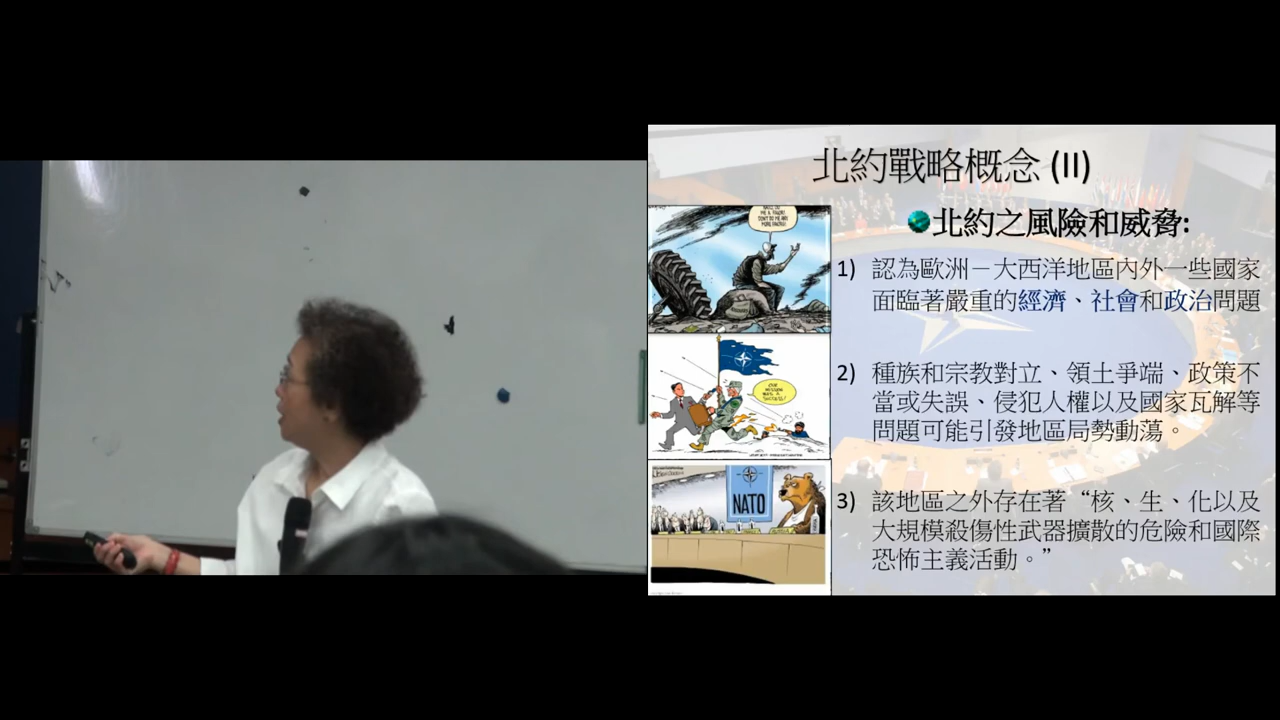 北約戰略概念 (II)
北約之風險和威脅:
1) 認為歐洲－大西洋地區內外一些國家
面臨著嚴重的經濟、社會和政治問題
2) 種族和宗教對立、領土爭端、政策不
當或失誤、侵犯人權以及國家瓦解等
問題可能引發地區局勢動蕩。
3) 該地區之外存在著“核、生、化以及
大規模殺傷性武器擴散的危險和國際
恐怖主義活動。”
NATO